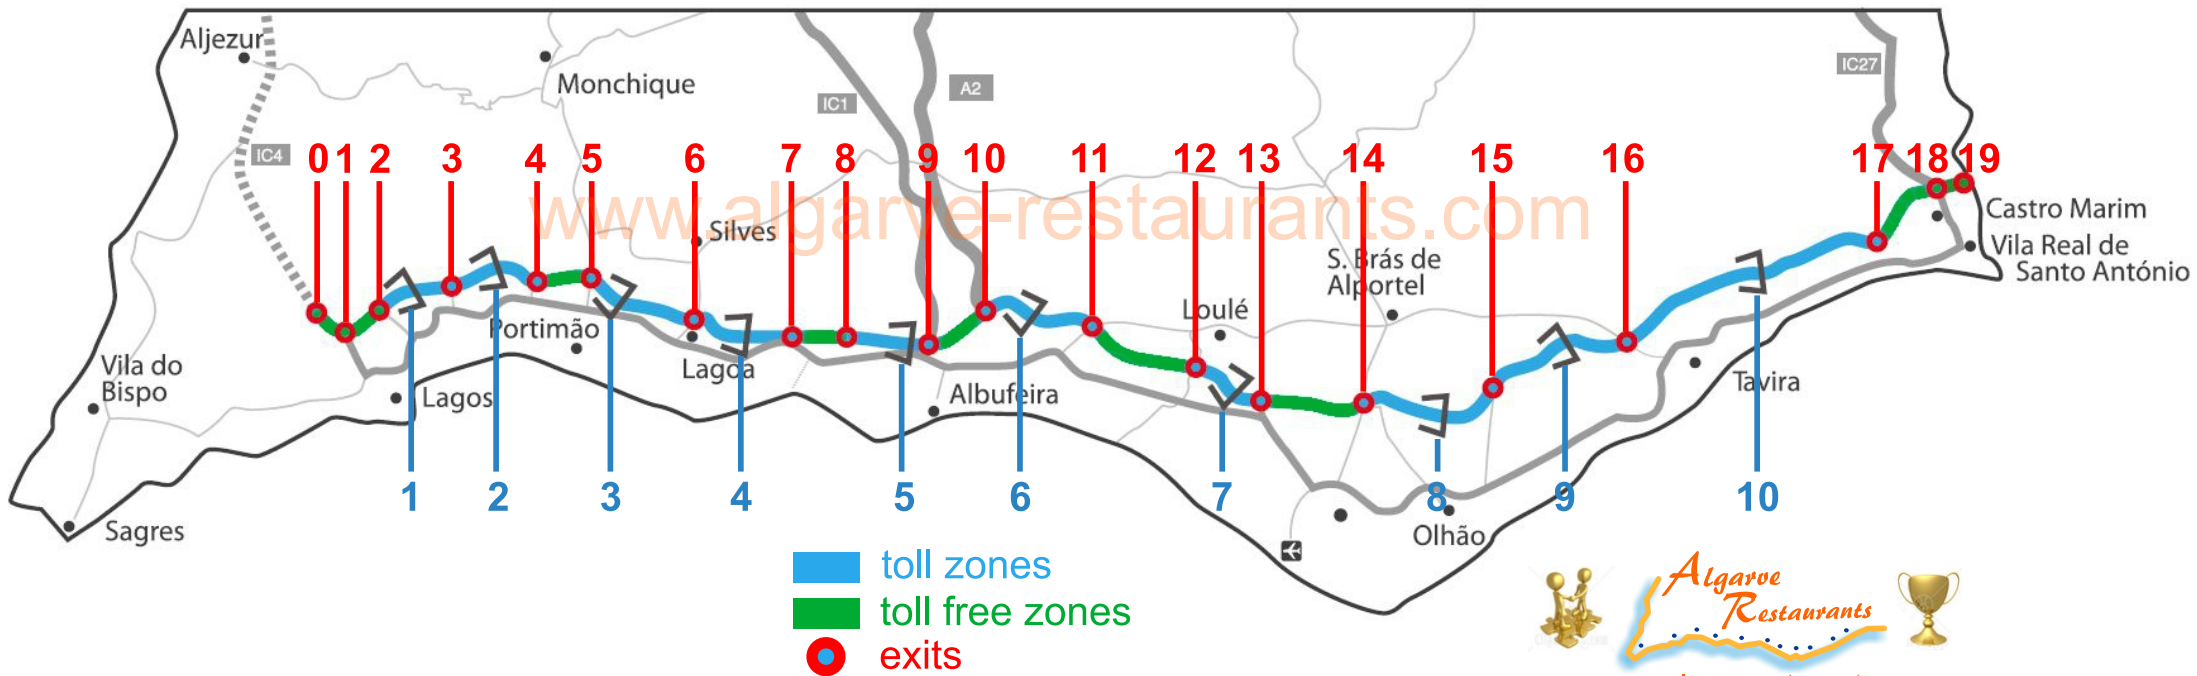 Aljezur
Monchique
IC1
A2
IC27
IC4
0 1 2 3 4 5 6 7 8 9 10 11 12 13 14 15 16 17 18 19
www.algarve-restaurants.com
Silves
Castro Marim
Vila Real de
Santo António
S. Brás de
Alportel
Loulé
Portimão
Lagoa
Vila do
Bispo
Lagos
Albufeira
Tavira
1 2 3 4 5 6 7 8 9 10
Sagres
Olhão
toll zones
toll free zones
exits
Algarve
Restaurants